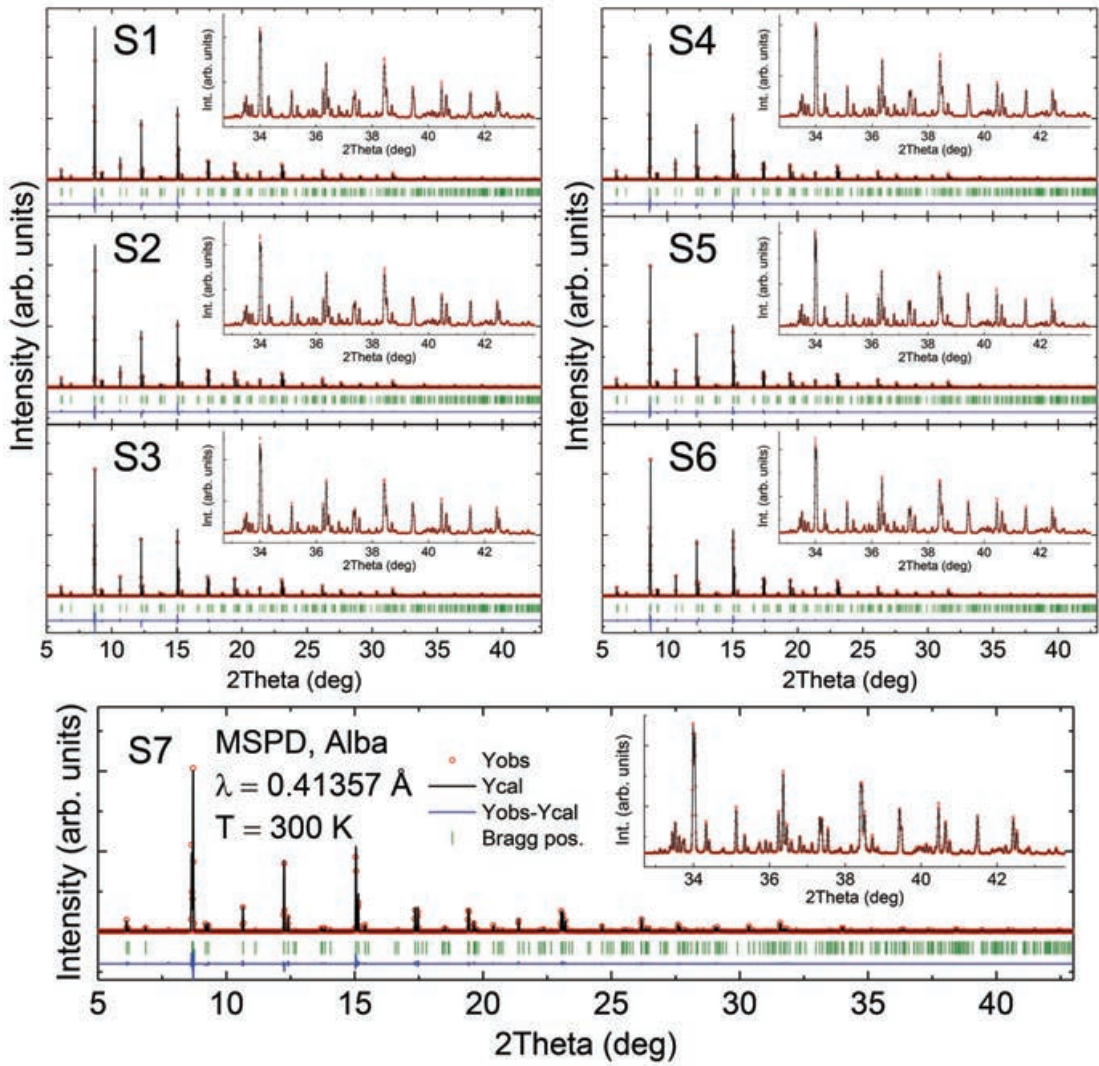 S1
Int. (arb. units)
34 36 38 40 42
2Theta (deg)
S2
Int. (arb. units)
34 36 38 40 42
2Theta (deg)
S3
Int. (arb. units)
34 36 38 40 42
2Theta (deg)
Intensity (arb. units)
5 10 15 20 25 30 35 40
2Theta (deg)
S4
Int. (arb. units)
34 36 38 40 42
2Theta (deg)
S5
Int. (arb. units)
34 36 38 40 42
2Theta (deg)
S6
Int. (arb. units)
34 36 38 40 42
2Theta (deg)
Intensity (arb. units)
5 10 15 20 25 30 35 40
2Theta (deg)
S7
MSPD, Alba
λ = 0.41357 Å
T = 300 K
Yobs
Ycal
Yobs-Ycal
Bragg pos.
Int. (arb. units)
34 36 38 40 42
2Theta (deg)
Intensity (arb. units)
5 10 15 20 25 30 35 40
2Theta (deg)